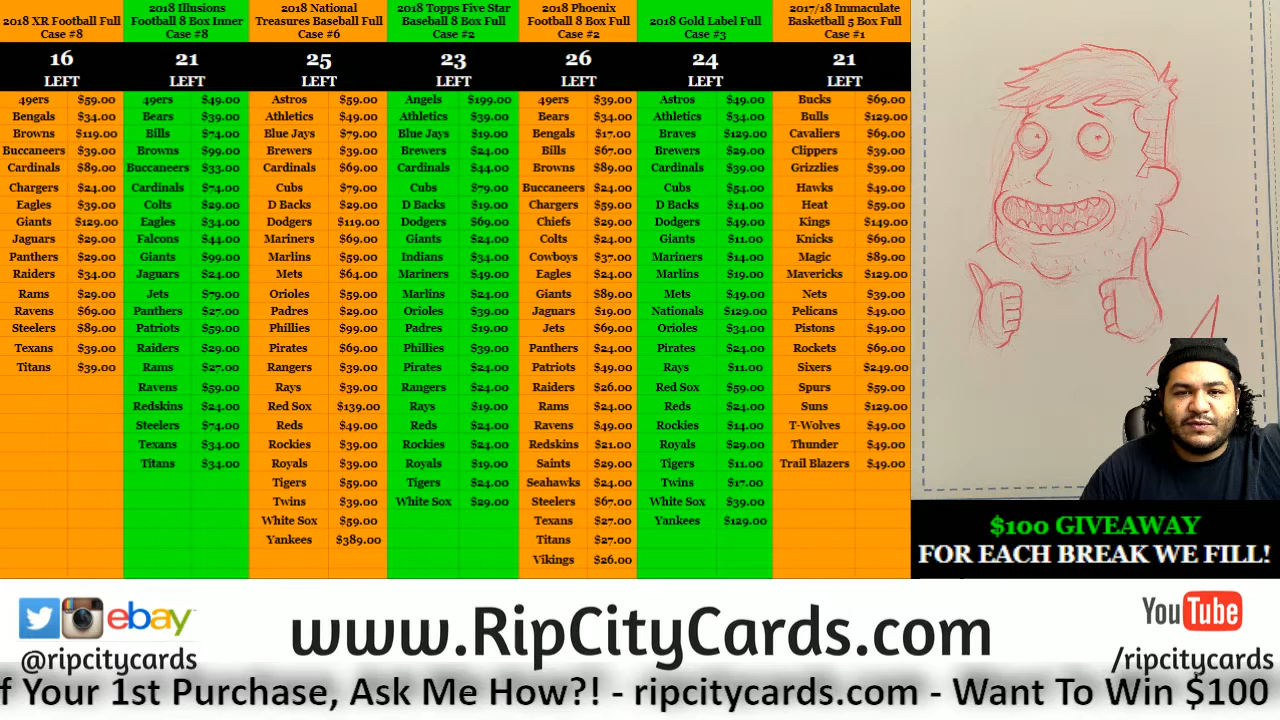 2018 XR Football Full Case #8
16
LEFT
49ers $59.00
Bengals $34.00
Browns $119.00
Buccaneers $39.00
Cardinals $89.00
Chargers $24.00
Eagles $39.00
Giants $129.00
Jaguars $29.00
Panthers $29.00
Raiders $34.00
Rams $29.00
Ravens $69.00
Steelers $89.00
Texans $39.00
Titans $39.00
2018 Illusions Football 8 Box Inner Case #8
21
LEFT
49ers $49.00
Bears $39.00
Bills $74.00
Browns $99.00
Buccaneers $33.00
Cardinals $74.00
Colts $29.00
Eagles $34.00
Falcons $44.00
Giants $99.00
Jaguars $24.00
Jets $79.00
Panthers $27.00
Patriots $59.00
Raiders $29.00
Rams $27.00
Ravens $59.00
Redskins $24.00
Steelers $74.00
Texans $34.00
Titans $34.00
2018 National Treasures Baseball Full Case #6
25
LEFT
Astros $59.00
Athletics $49.00
Blue Jays $79.00
Brewers $39.00
Cardinals $69.00
Cubs $79.00
D Backs $29.00
Dodgers $119.00
Mariners $69.00
Marlins $59.00
Mets $64.00
Orioles $59.00
Padres $29.00
Phillies $99.00
Pirates $69.00
Rangers $39.00
Rays $39.00
Red Sox $139.00
Reds $49.00
Rockies $39.00
Royals $39.00
Tigers $59.00
Twins $39.00
White Sox $59.00
Yankees $389.00
2018 Topps Five Star Baseball 8 Box Full Case #2
23
LEFT
Angels $199.00
Athletics $39.00
Blue Jays $19.00
Brewers $24.00
Cardinals $44.00
Cubs $79.00
D Backs $19.00
Dodgers $69.00
Giants $24.00
Indians $34.00
Mariners $49.00
Marlins $24.00
Orioles $39.00
Padres $19.00
Phillies $39.00
Pirates $24.00
Rangers $24.00
Rays $19.00
Reds $24.00
Rockies $24.00
Royals $19.00
Tigers $24.00
White Sox $29.00
2018 Phoenix Football 8 Box Full Case #2
26
LEFT
49ers $39.00
Bears $34.00
Bengals $17.00
Bills $67.00
Browns $89.00
Buccaneers $24.00
Chargers $59.00
Chiefs $29.00
Colts $24.00
Cowboys $37.00
Eagles $24.00
Giants $89.00
Jaguars $19.00
Jets $69.00
Panthers $24.00
Patriots $49.00
Raiders $26.00
Rams $24.00
Ravens $49.00
Redskins $21.00
Saints $29.00
Seahawks $24.00
Steelers $67.00
Texans $27.00
Titans $27.00
Vikings $26.00
2018 Gold Label Full Case #3
24
LEFT
Astros $49.00
Athletics $34.00
Braves $129.00
Brewers $29.00
Cardinals $39.00
Cubs $54.00
D Backs $14.00
Dodgers $49.00
Giants $11.00
Mariners $14.00
Marlins $19.00
Mets $49.00
Nationals $129.00
Orioles $34.00
Pirates $24.00
Rays $11.00
Red Sox $59.00
Reds $24.00
Rockies $14.00
Royals $29.00
Tigers $11.00
Twins $17.00
White Sox $39.00
Yankees $129.00
2017/18 Immaculate Basketball 5 Box Full Case #1
21
LEFT
Bucks $69.00
Bulls $129.00
Cavaliers $69.00
Clippers $39.00
Grizzlies $39.00
Hawks $49.00
Heat $59.00
Kings $149.00
Knicks $69.00
Magic $89.00
Mavericks $129.00
Nets $39.00
Pelicans $49.00
Pistons $49.00
Rockets $69.00
Sixers $249.00
Spurs $59.00
Suns $129.00
T-Wolves $49.00
Thunder $49.00
Trail Blazers $49.00
$100 GIVEAWAY
FOR EACH BREAK WE FILL!
ebay
@ripcitycards
www.RipCityCards.com
YouTube
/ripcitycards
f Your 1st Purchase, Ask Me How?! - ripcitycards.com - Want To Win $100